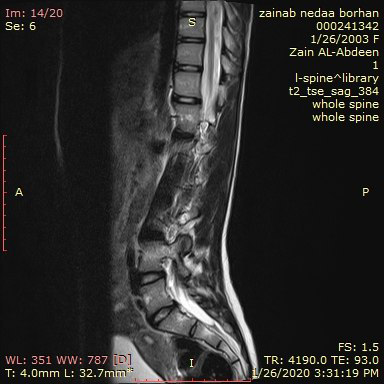 Im: 14/20
Se: 6
S
zainab nedaa borhan
000241342
1/26/2003 F
Zain AL-Abdeen
1
l-spine^library
t2_tse_sag_384
whole spine
whole spine
A
P
WL: 351 WW: 787 [D]
T: 4.0mm L: 32.7mm
I
FS: 1.5
TR: 4190.0 TE: 93.0
1/26/2020 3:31:19 PM